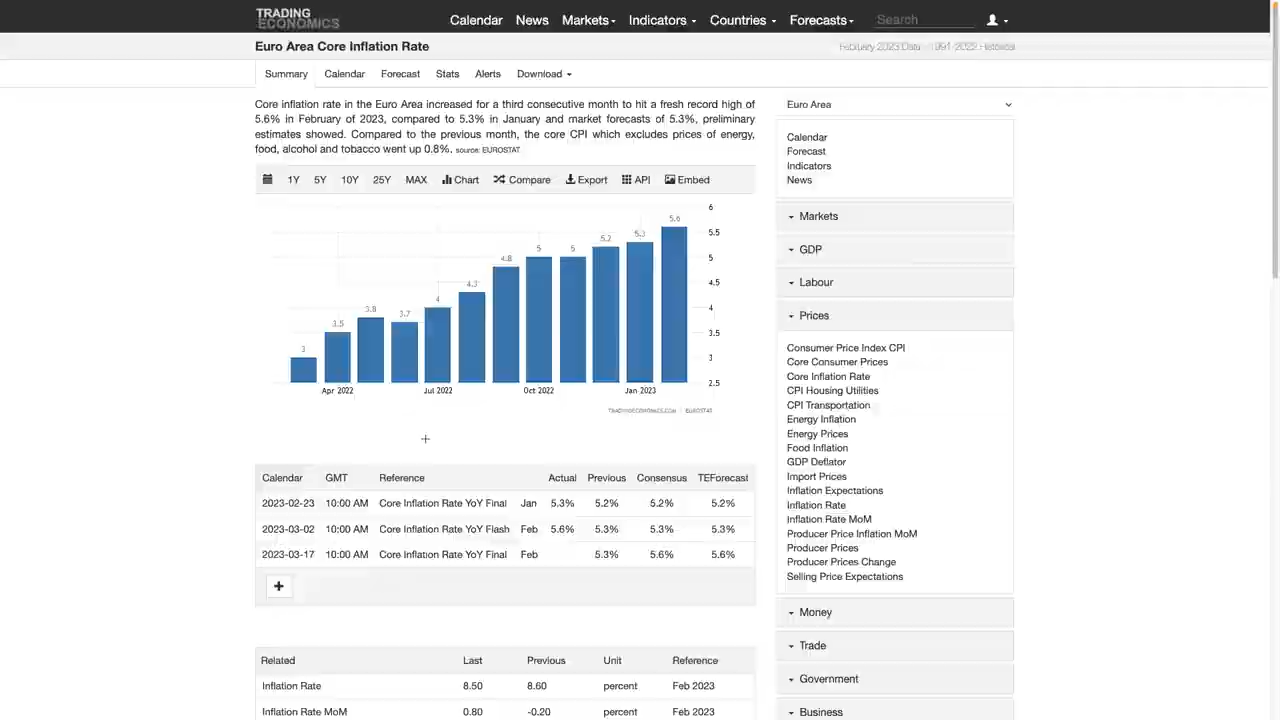 TRADING ECONOMICS
Calendar News Markets Indicators Countries Forecasts Search
Euro Area Core Inflation Rate
February 2023 Data - 1991-2022 Historical
Summary Calendar Forecast Stats Alerts Download
Core inflation rate in the Euro Area increased for a third consecutive month to hit a fresh record high of
5.6% in February of 2023, compared to 5.3% in January and market forecasts of 5.3%, preliminary
estimates showed. Compared to the previous month, the core CPI which excludes prices of energy,
food, alcohol and tobacco went up 0.8%. source: EUROSTAT
1Y 5Y 10Y 25Y MAX Chart Compare Export API Embed
3 3.5 3.8 3.7 4 4.3 4.8 5 5 5.2 5.3 5.6
6
5.5
5
4.5
4
3.5
3
2.5
Apr 2022 Jul 2022 Oct 2022 Jan 2023
TRADINGECONOMICS.COM | EUROSTAT
Calendar GMT Reference Actual Previous Consensus TEForecast
2023-02-23 10:00 AM Core Inflation Rate YoY Final Jan 5.3% 5.2% 5.2% 5.2%
2023-03-02 10:00 AM Core Inflation Rate YoY Flash Feb 5.6% 5.3% 5.3% 5.3%
2023-03-17 10:00 AM Core Inflation Rate YoY Final Feb 5.3% 5.6% 5.6%
Related Last Previous Unit Reference
Inflation Rate 8.50 8.60 percent Feb 2023
Inflation Rate MoM 0.80 -0.20 percent Feb 2023
Euro Area
Calendar
Forecast
Indicators
News
Markets
GDP
Labour
Prices
Consumer Price Index CPI
Core Consumer Prices
Core Inflation Rate
CPI Housing Utilities
CPI Transportation
Energy Inflation
Energy Prices
Food Inflation
GDP Deflator
Import Prices
Inflation Expectations
Inflation Rate
Inflation Rate MoM
Producer Price Inflation MoM
Producer Prices
Producer Prices Change
Selling Price Expectations
Money
Trade
Government
Business